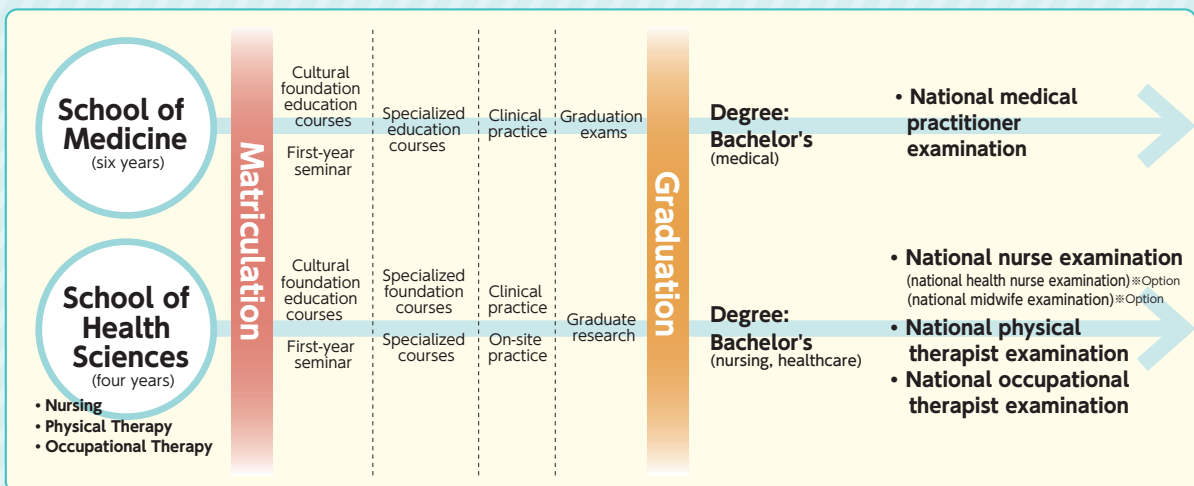 School of
Medicine
(six years)
Matriculation
Cultural
foundation
education
courses
First-year
seminar
Specialized
education
courses
Clinical
practice
Graduation
exams
Graduation
Degree:
Bachelor's
(medical)
• National medical
practitioner
examination
School of
Health
Sciences
(four years)
• Nursing
• Physical Therapy
• Occupational Therapy
Cultural
foundation
education
courses
First-year
seminar
Specialized
foundation
courses
Specialized
courses
Clinical
practice
On-site
practice
Graduate
research
Degree:
Bachelor's
(nursing, healthcare)
• National nurse examination
(national health nurse examination)※Option
(national midwife examination)※Option
• National physical
therapist examination
• National occupational
therapist examination